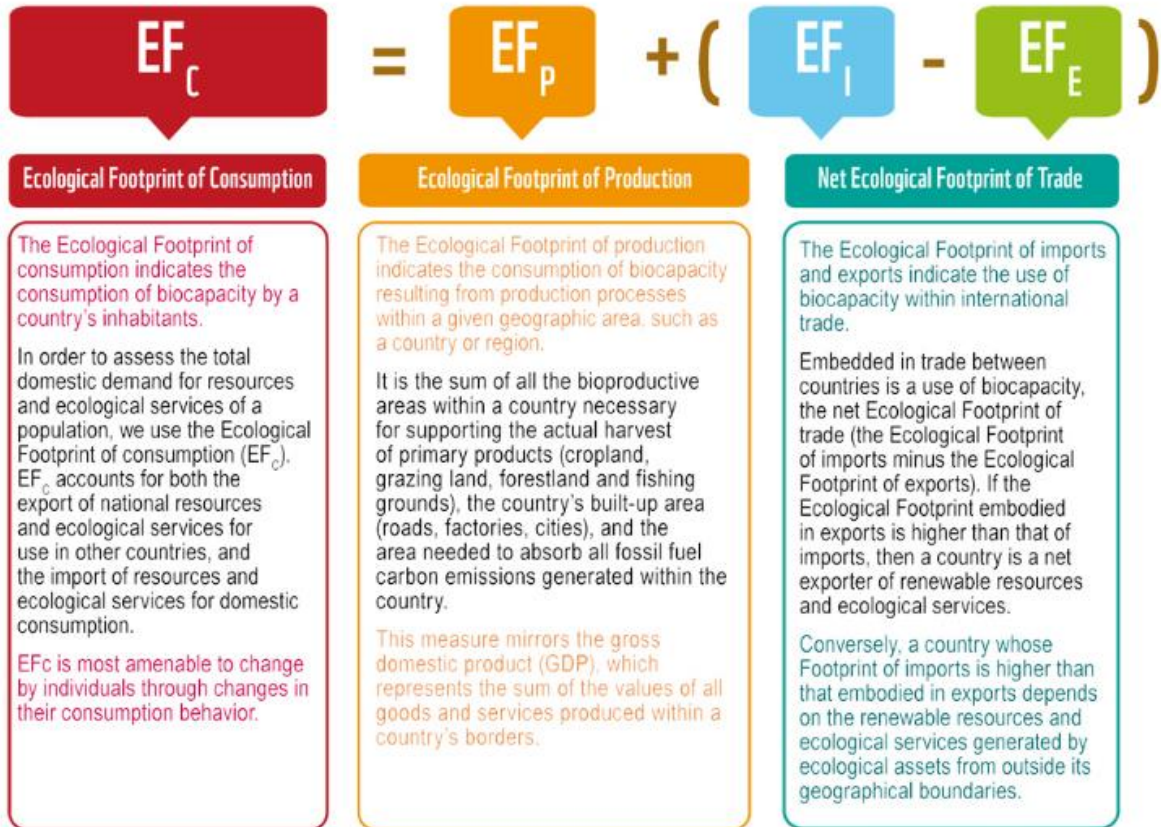 EFC = EFP + ( EFI - EFE )
Ecological Footprint of Consumption
The Ecological Footprint of
consumption indicates the
consumption of biocapacity by a
country's inhabitants.
In order to assess the total
domestic demand for resources
and ecological services of a
population, we use the Ecological
Footprint of consumption (EFc).
EFc accounts for both the
export of national resources
and ecological services for
use in other countries, and
the import of resources and
ecological services for domestic
consumption.
EFc is most amenable to change
by individuals through changes in
their consumption behavior.
Ecological Footprint of Production
The Ecological Footprint of production
indicates the consumption of biocapacity
resulting from production processes
within a given geographic area, such as
a country or region.
It is the sum of all the bioproductive
areas within a country necessary
for supporting the actual harvest
of primary products (cropland,
grazing land, forestland and fishing
grounds), the country's built-up area
(roads, factories, cities), and the
area needed to absorb all fossil fuel
carbon emissions generated within the
country.
This measure mirrors the gross
domestic product (GDP), which
represents the sum of the values of all
goods and services produced within a
country's borders.
Net Ecological Footprint of Trade
The Ecological Footprint of imports
and exports indicate the use of
biocapacity within international
trade.
Embedded in trade between
countries is a use of biocapacity,
the net Ecological Footprint of
trade (the Ecological Footprint
of imports minus the Ecological
Footprint of exports). If the
Ecological Footprint embodied
in exports is higher than that of
imports, then a country is a net
exporter of renewable resources
and ecological services.
Conversely, a country whose
Footprint of imports is higher than
that embodied in exports depends
on the renewable resources and
ecological services generated by
ecological assets from outside its
geographical boundaries.